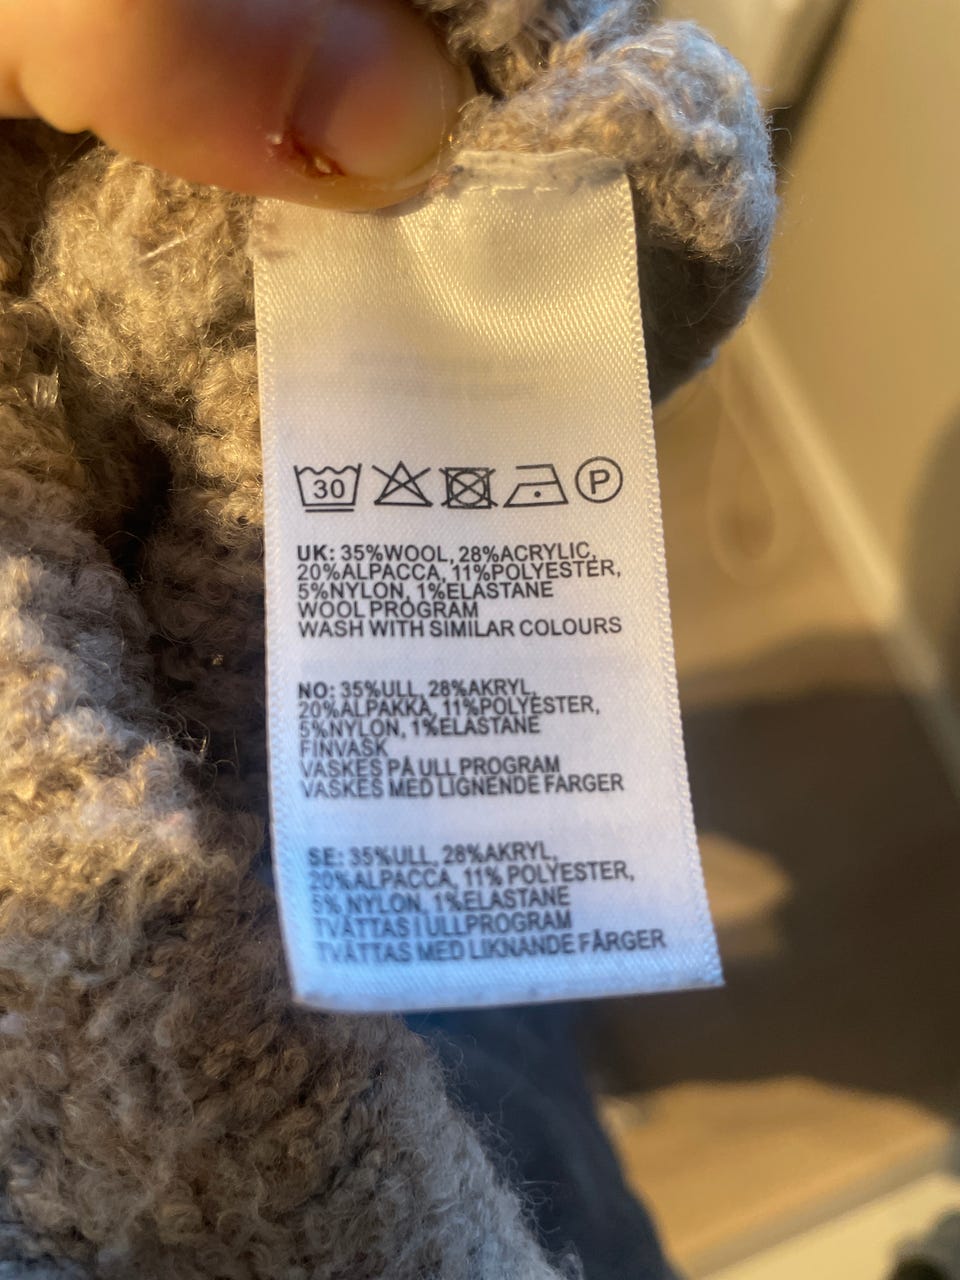 30 P
UK: 35%WOOL, 28%ACRYLIC,
20%ALPACCA, 11%POLYESTER,
5%NYLON, 1%ELASTANE
WOOL PROGRAM
WASH WITH SIMILAR COLOURS
NO: 35%ULL, 28%AKRYL,
20%ALPAKKA, 11%POLYESTER,
5%NYLON, 1%ELASTANE
FINVASK
VASKES PÅ ULL PROGRAM
VASKES MED LIGNENDE FARGER
SE: 35%ULL, 28%AKRYL,
20%ALPACCA, 11% POLYESTER,
5% NYLON, 1%ELASTANE
TVÄTTAS I ULLPROGRAM
TVÄTTAS MED LIKNANDE FÄRGER